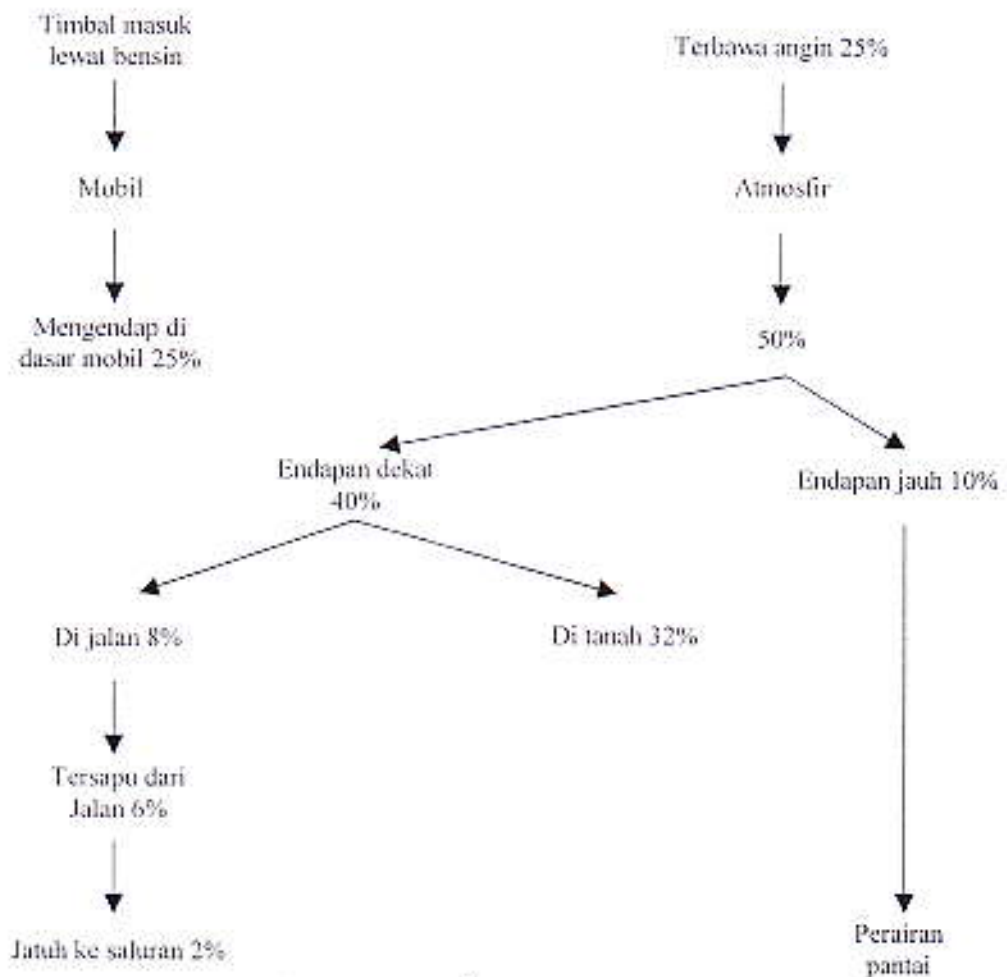 Timbal masuk
lewat bensin
Terbawa angin 25%
Mobil
Atmosfir
Mengendap di
dasar mobil 25%
50%
Endapan dekat
40%
Endapan jauh 10%
Di jalan 8%
Di tanah 32%
Tersapu dari
Jalan 6%
Jatuh ke saluran 2%
Perairan
pantai